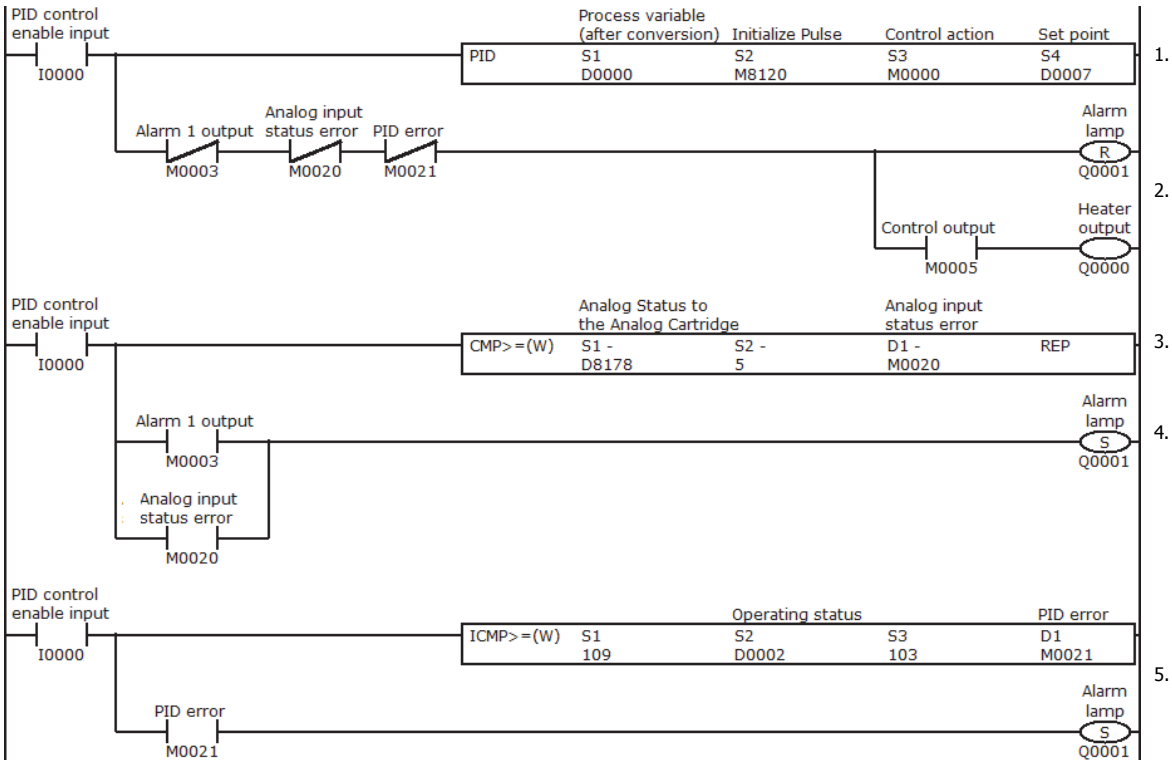 PID control
enable input
I0000
Process variable
(after conversion) Initialize Pulse Control action Set point
PID S1 S2 S3 S4
D0000 M8120 M0000 D0007
1.
Alarm 1 output
M0003
Analog input
status error
M0020
PID error
M0021
Alarm
lamp
R
Q0001
2.
Control output
M0005
Heater
output
Q0000
PID control
enable input
I0000
Analog Status to
the Analog Cartridge
Analog input
status error
CMP>=(W) S1 - S2 - D1 - REP
D8178 5 M0020
3.
Alarm 1 output
M0003
Alarm
lamp
S
Q0001
4.
Analog input
status error
M0020
PID control
enable input
I0000
Operating status PID error
ICMP>=(W) S1 S2 S3 D1
109 D0002 103 M0021
5.
PID error
M0021
Alarm
lamp
S
Q0001